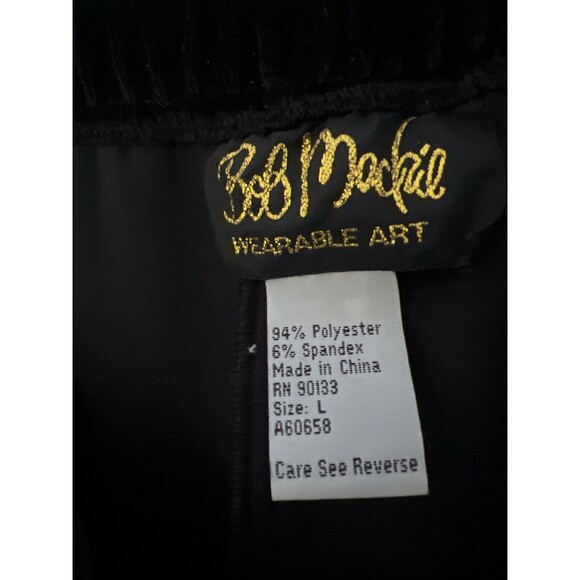 Bob Mackie
WEARABLE ART
94% Polyester
6% Spandex
Made in China
RN 90133
Size: L
A60658
Care See Reverse